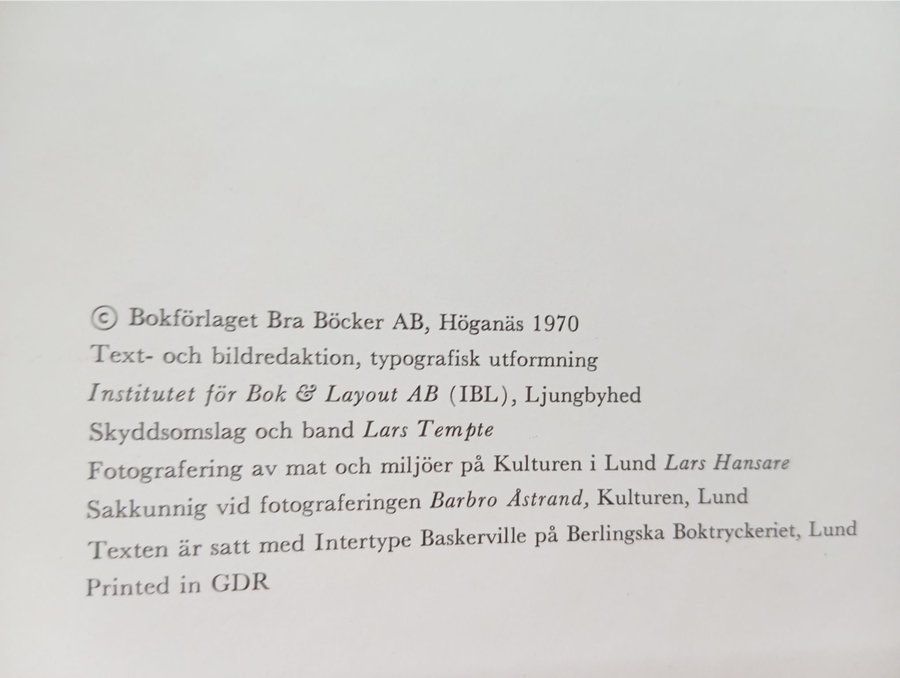 © Bokförlaget Bra Böcker AB, Höganäs 1970
Text- och bildredaktion, typografisk utformning
Institutet för Bok & Layout AB (IBL), Ljungbyhed
Skyddsomslag och band Lars Tempte
Fotografering av mat och miljöer på Kulturen i Lund Lars Hansare
Sakkunnig vid fotograferingen Barbro Åstrand, Kulturen, Lund
Texten är satt med Intertype Baskerville på Berlingska Boktryckeriet, Lund
Printed in GDR